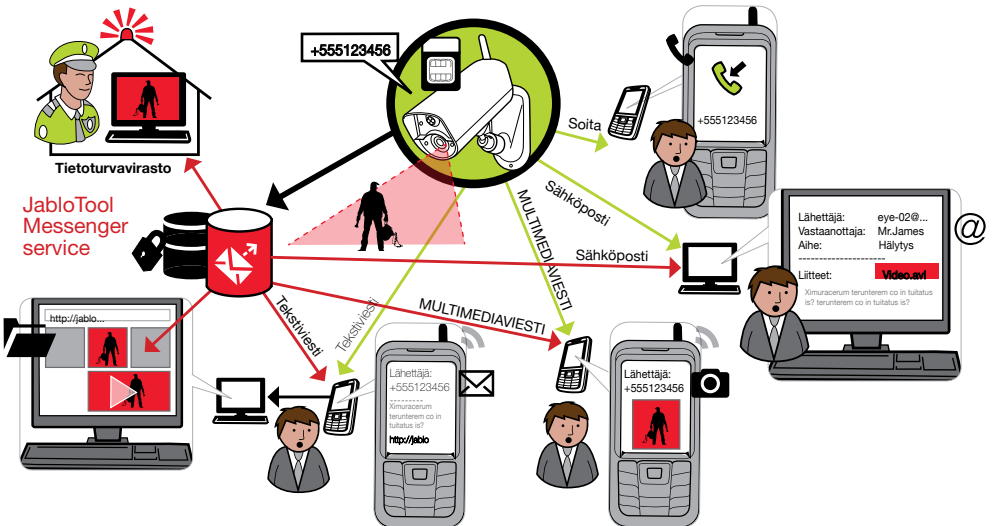 +555123456
Tietoturvavirasto
JabloTool
Messenger
service
Soita
+555123456
Sähköposti
MULTIMEDIAVIESTI
Lähettäjä: eye-02@...
Vastaanottaja: Mr.James
Aihe: Hälytys
-----------------------
Liitteet: Video.avi
Ximuracerum terunterem co in tuitatus
is? terunterem co in tuitatus is?
@
Sähköposti
MULTIMEDIAVIESTI
Tekstiviesti
Tekstiviesti
http://jablo...
Lähettäjä:
+555123456
----------
Ximuracerum
terunterem co in
tuitatus is?
http://jablo
Lähettäjä:
+555123456